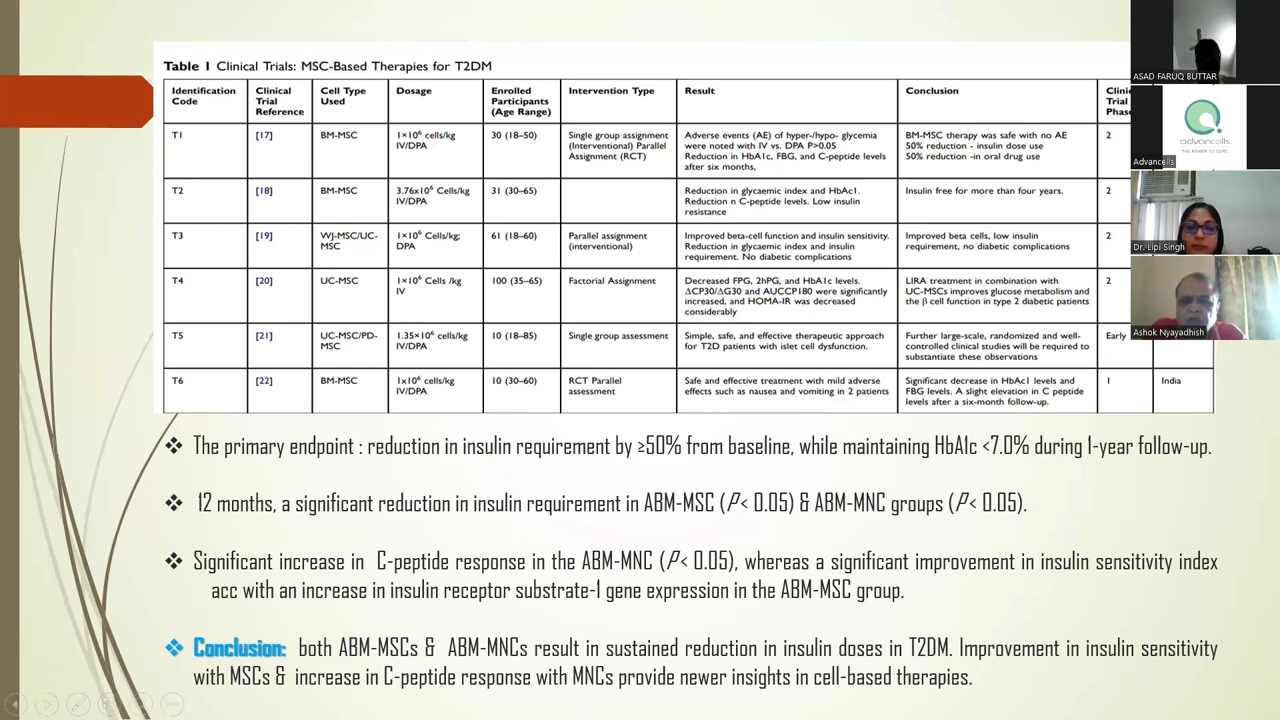 Table 1 Clinical Trials: MSC-Based Therapies for T2DM
Identification Code | Clinical Trial Reference | Cell Type Used | Dosage | Enrolled Participants (Age Range) | Intervention Type | Result | Conclusion | Clinic Trial Phase
T1 | [17] | BM-MSC | 1×10⁶ cells/kg IV/DPA | 30 (18–50) | Single group assignment (Interventional) Parallel Assignment (RCT) | Adverse events (AE) of hyper-/hypo- glycemia were noted with IV vs. DPA P>0.05 Reduction in HbA1c, FBG, and C-peptide levels after six months, | BM-MSC therapy was safe with no AE 50% reduction - insulin dose use 50% reduction -in oral drug use | 2
T2 | [18] | BM-MSC | 3.76x10⁶ Cells/kg IV/DPA | 31 (30–65) | Reduction in glycaemic index and HbAc1. Reduction n C-peptide levels. Low insulin resistance | Insulin free for more than four years. | 2
T3 | [19] | WJ-MSC/UC-MSC | 1×10⁶ Cells/kg; DPA | 61 (18–60) | Parallel assignment (interventional) | Improved beta-cell function and insulin sensitivity. Reduction in glycaemic index and insulin requirement. No diabetic complications | Improved beta cells, low insulin requirement, no diabetic complications | 2
T4 | [20] | UC-MSC | 1×10⁶ Cells /kg IV | 100 (35–65) | Factorial Assignment | Decreased FPG, 2hPG, and HbA1c levels. ΔCP30/ΔG30 and AUCCP180 were significantly increased, and HOMA-IR was decreased considerably | LIRA treatment in combination with UC-MSCs improves glucose metabolism and the β cell function in type 2 diabetic patients | 2
T5 | [21] | UC-MSC/PD-MSC | 1.35×10⁶ cells/kg IV/DPA | 10 (18–85) | Single group assessment | Simple, safe, and effective therapeutic approach for T2D patients with islet cell dysfunction. | Further large-scale, randomized and well-controlled clinical studies will be required to substantiate these observations | Early
T6 | [22] | BM-MSC | 1x10⁶ cells/kg IV/DPA | 10 (30–60) | RCT Parallel assessment | Safe and effective treatment with mild adverse effects such as nausea and vomiting in 2 patients | Significant decrease in HbAc1 levels and FBG levels. A slight elevation in C peptide levels after a six-month follow-up. | 1 | India
❖ The primary endpoint : reduction in insulin requirement by ≥50% from baseline, while maintaining HbA1c <7.0% during 1-year follow-up.
❖ 12 months, a significant reduction in insulin requirement in ABM-MSC (P < 0.05) & ABM-MNC groups (P < 0.05).
❖ Significant increase in C-peptide response in the ABM-MNC (P < 0.05), whereas a significant improvement in insulin sensitivity index
acc with an increase in insulin receptor substrate-1 gene expression in the ABM-MSC group.
❖ Conclusion: both ABM-MSCs & ABM-MNCs result in sustained reduction in insulin doses in T2DM. Improvement in insulin sensitivity
with MSCs & increase in C-peptide response with MNCs provide newer insights in cell-based therapies.
ASAD FARUQ BUTTAR
advancells
THE POWER TO CURE
Advancells
Dr. Lipi Singh
Ashok Nyayadhish